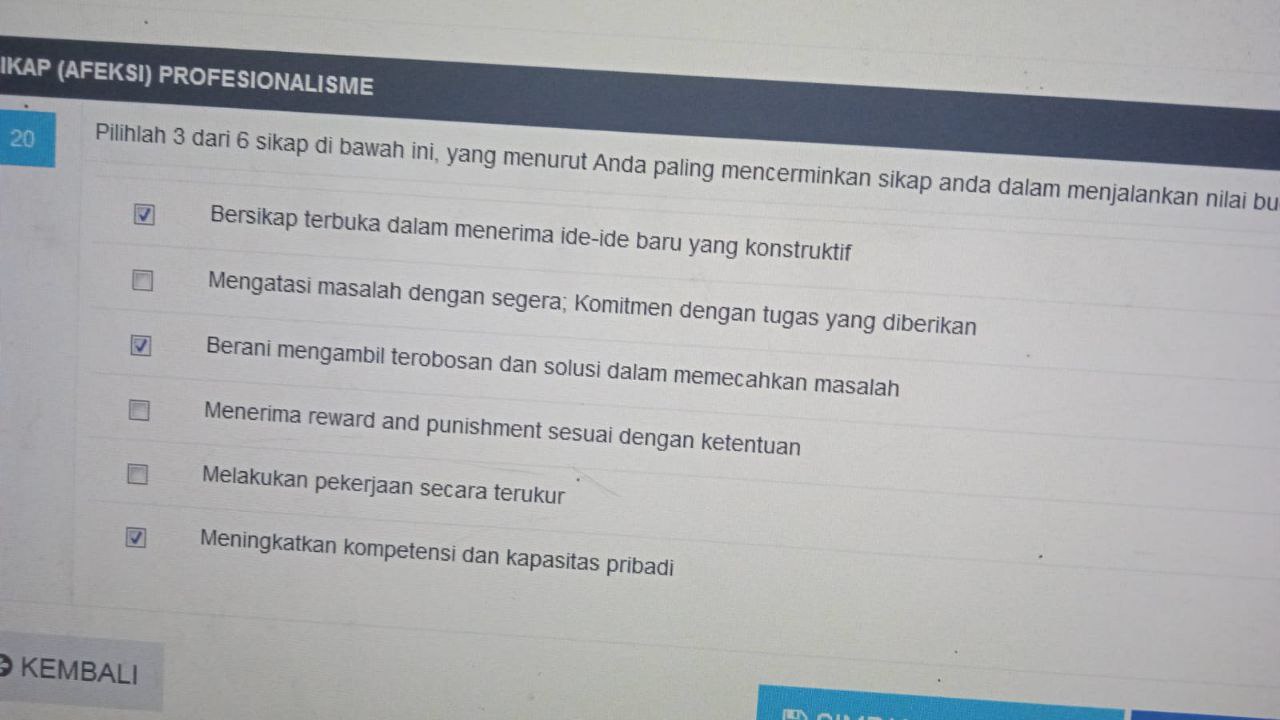 IKAP (AFEKSI) PROFESIONALISME
20
Pilihlah 3 dari 6 sikap di bawah ini, yang menurut Anda paling mencerminkan sikap anda dalam menjalankan nilai bu
Bersikap terbuka dalam menerima ide-ide baru yang konstruktif
Mengatasi masalah dengan segera; Komitmen dengan tugas yang diberikan
Berani mengambil terobosan dan solusi dalam memecahkan masalah
Menerima reward and punishment sesuai dengan ketentuan
Melakukan pekerjaan secara terukur
Meningkatkan kompetensi dan kapasitas pribadi
KEMBALI